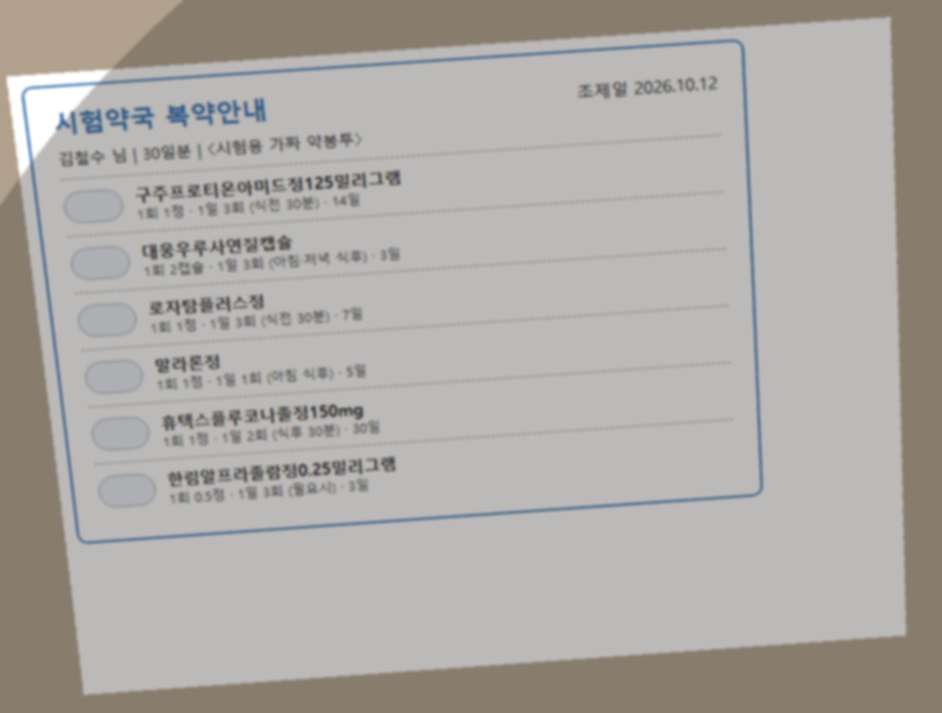 시험약국 복약안내
조제일 2026.10.12
김철수 님 | 30일분 | <시험용 가짜 약봉투>
구주프로티온아미드정125밀리그램
1회 1정 · 1일 3회 (식전 30분) · 14일
대웅우루사연질캡슐
1회 2캡슐 · 1일 3회 (아침·저녁 식후) · 3일
로자탐플러스정
1회 1정 · 1일 3회 (식전 30분) · 7일
말라론정
1회 1정 · 1일 1회 (아침 식후) · 5일
휴텍스플루코나졸정150mg
1회 1정 · 1일 2회 (식후 30분) · 30일
한림알프라졸람정0.25밀리그램
1회 0.5정 · 1일 3회 (필요시) · 3일